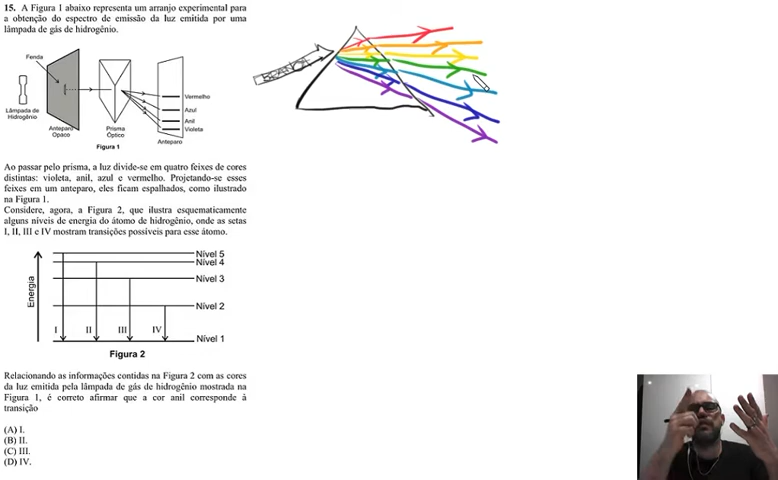 15. A Figura 1 abaixo representa um arranjo experimental para
a obtenção do espectro de emissão da luz emitida por uma
lâmpada de gás de hidrogênio.
Fenda
Lâmpada de
Hidrogênio
Anteparo
Opaco
Prisma
Óptico
Vermelho
Azul
Anil
Violeta
Anteparo
Figura 1
BRANCA
Ao passar pelo prisma, a luz divide-se em quatro feixes de cores
distintas: violeta, anil, azul e vermelho. Projetando-se esses
feixes em um anteparo, eles ficam espalhados, como ilustrado
na Figura 1.
Considere, agora, a Figura 2, que ilustra esquematicamente
alguns níveis de energia do átomo de hidrogênio, onde as setas
I, II, III e IV mostram transições possíveis para esse átomo.
Energia
Nível 5
Nível 4
Nível 3
Nível 2
I II III IV
Nível 1
Figura 2
Relacionando as informações contidas na Figura 2 com as cores
da luz emitida pela lâmpada de gás de hidrogênio mostrada na
Figura 1, é correto afirmar que a cor anil corresponde à
transição
(A) I.
(B) II.
(C) III.
(D) IV.